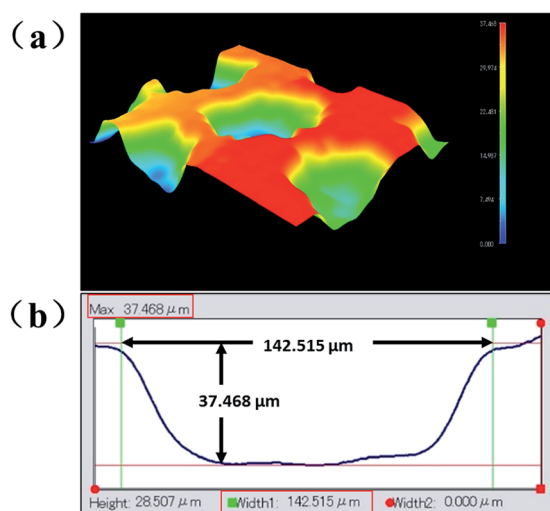 (a)
37.468
29.974
22.481
14.987
7.494
0.000
(b)
Max 37.468 μm
142.515 μm
37.468 μm
Height: 28.507 μm Width1: 142.515 μm Width2: 0.000 μm